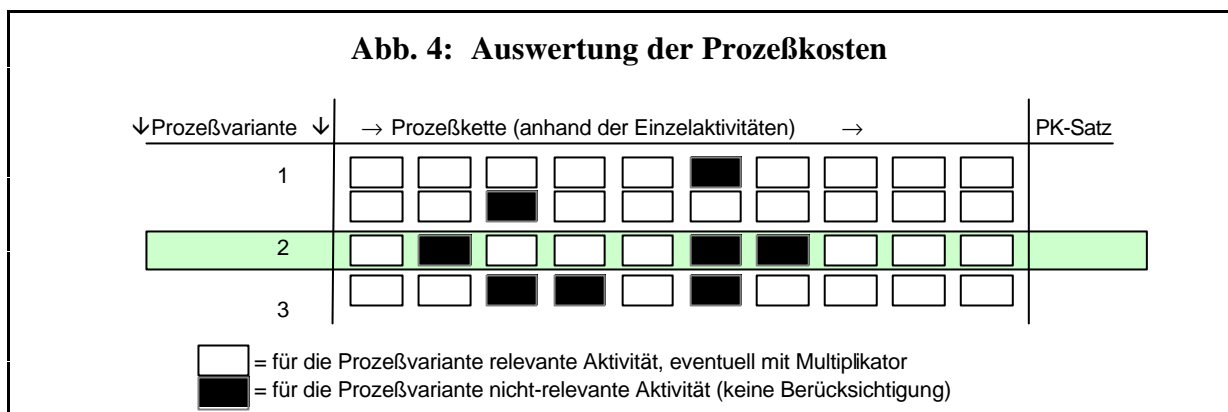 Abb. 4: Auswertung der Prozeßkosten
↓Prozeßvariante ↓ → Prozeßkette (anhand der Einzelaktivitäten) → PK-Satz
1
2
3
= für die Prozeßvariante relevante Aktivität, eventuell mit Multiplikator
= für die Prozeßvariante nicht-relevante Aktivität (keine Berücksichtigung)